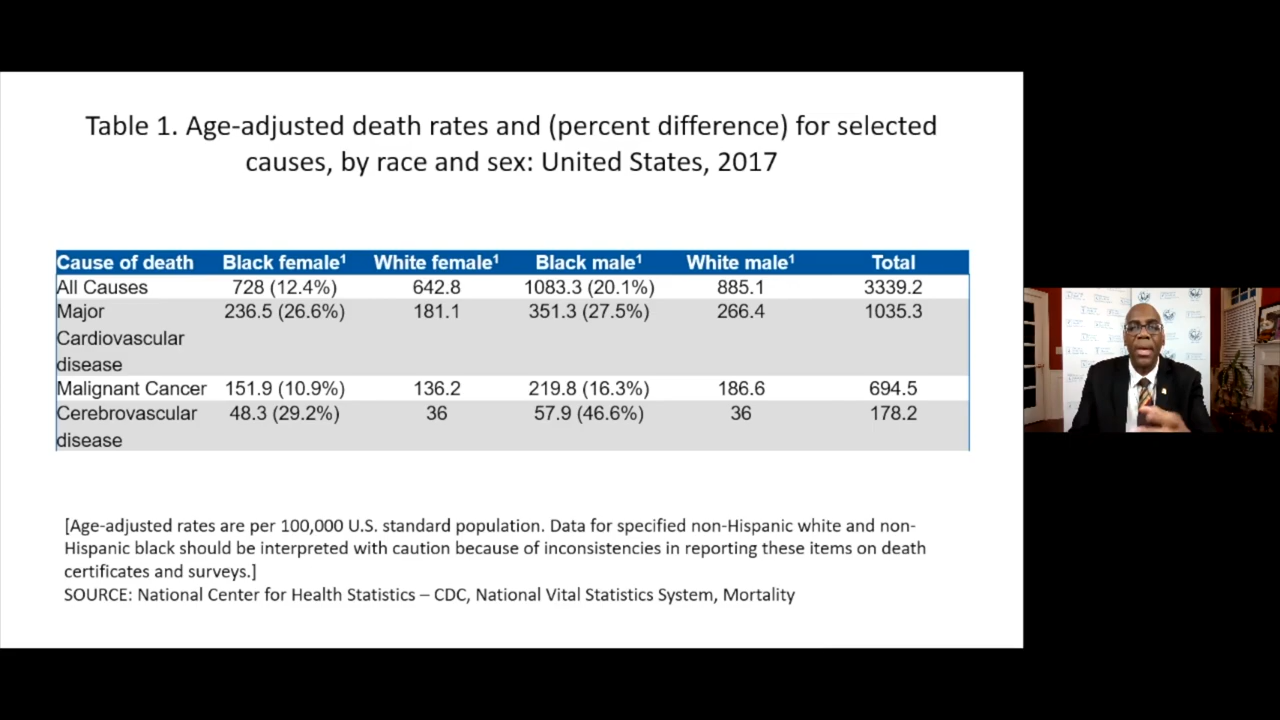 Table 1. Age-adjusted death rates and (percent difference) for selected
causes, by race and sex: United States, 2017
Cause of death Black female¹ White female¹ Black male¹ White male¹ Total
All Causes 728 (12.4%) 642.8 1083.3 (20.1%) 885.1 3339.2
Major 236.5 (26.6%) 181.1 351.3 (27.5%) 266.4 1035.3
Cardiovascular
disease
Malignant Cancer 151.9 (10.9%) 136.2 219.8 (16.3%) 186.6 694.5
Cerebrovascular 48.3 (29.2%) 36 57.9 (46.6%) 36 178.2
disease
[Age-adjusted rates are per 100,000 U.S. standard population. Data for specified non-Hispanic white and non-
Hispanic black should be interpreted with caution because of inconsistencies in reporting these items on death
certificates and surveys.]
SOURCE: National Center for Health Statistics – CDC, National Vital Statistics System, Mortality